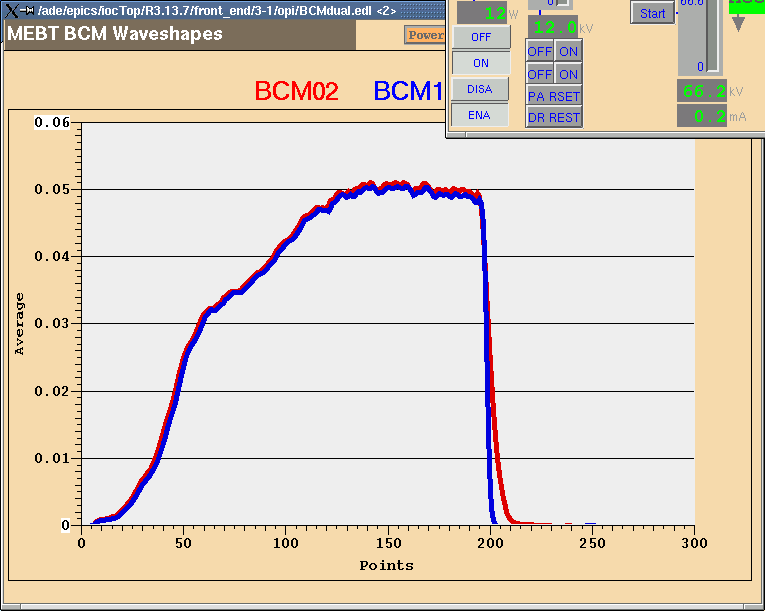 /ade/epics/iocTop/R3.13.7/front_end/3-1/opi/BCMdual.edl <2>
MEBT BCM Waveshapes
Power
12 W
12.0 kV
OFF
ON
DISA
ENA
OFF ON
OFF ON
PA RSET
DR REST
Start
0
66.2 kV
0.2 mA
BCM02 BCM1
0.06
0.05
0.04
0.03
0.02
0.01
0
Average
0 50 100 150 200 250 300
Points